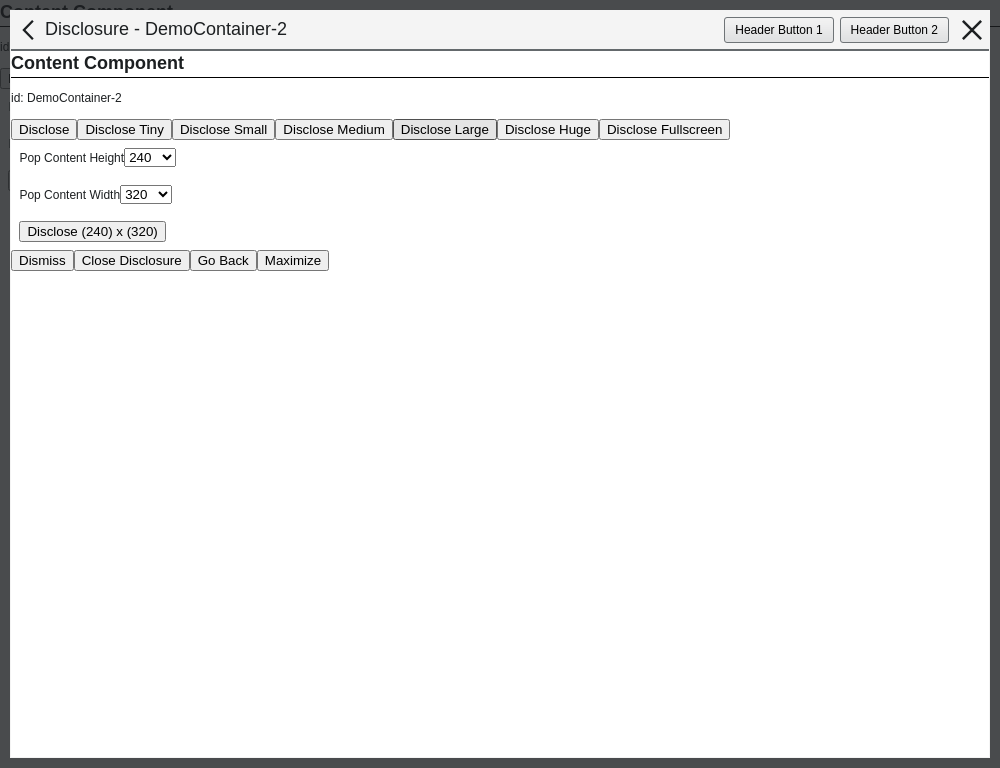 Disclosure - DemoContainer-2 Header Button 1 Header Button 2
Content Component
id: DemoContainer-2
Disclose Disclose Tiny Disclose Small Disclose Medium Disclose Large Disclose Huge Disclose Fullscreen
Pop Content Height 240
Pop Content Width 320
Disclose (240) x (320)
Dismiss Close Disclosure Go Back Maximize